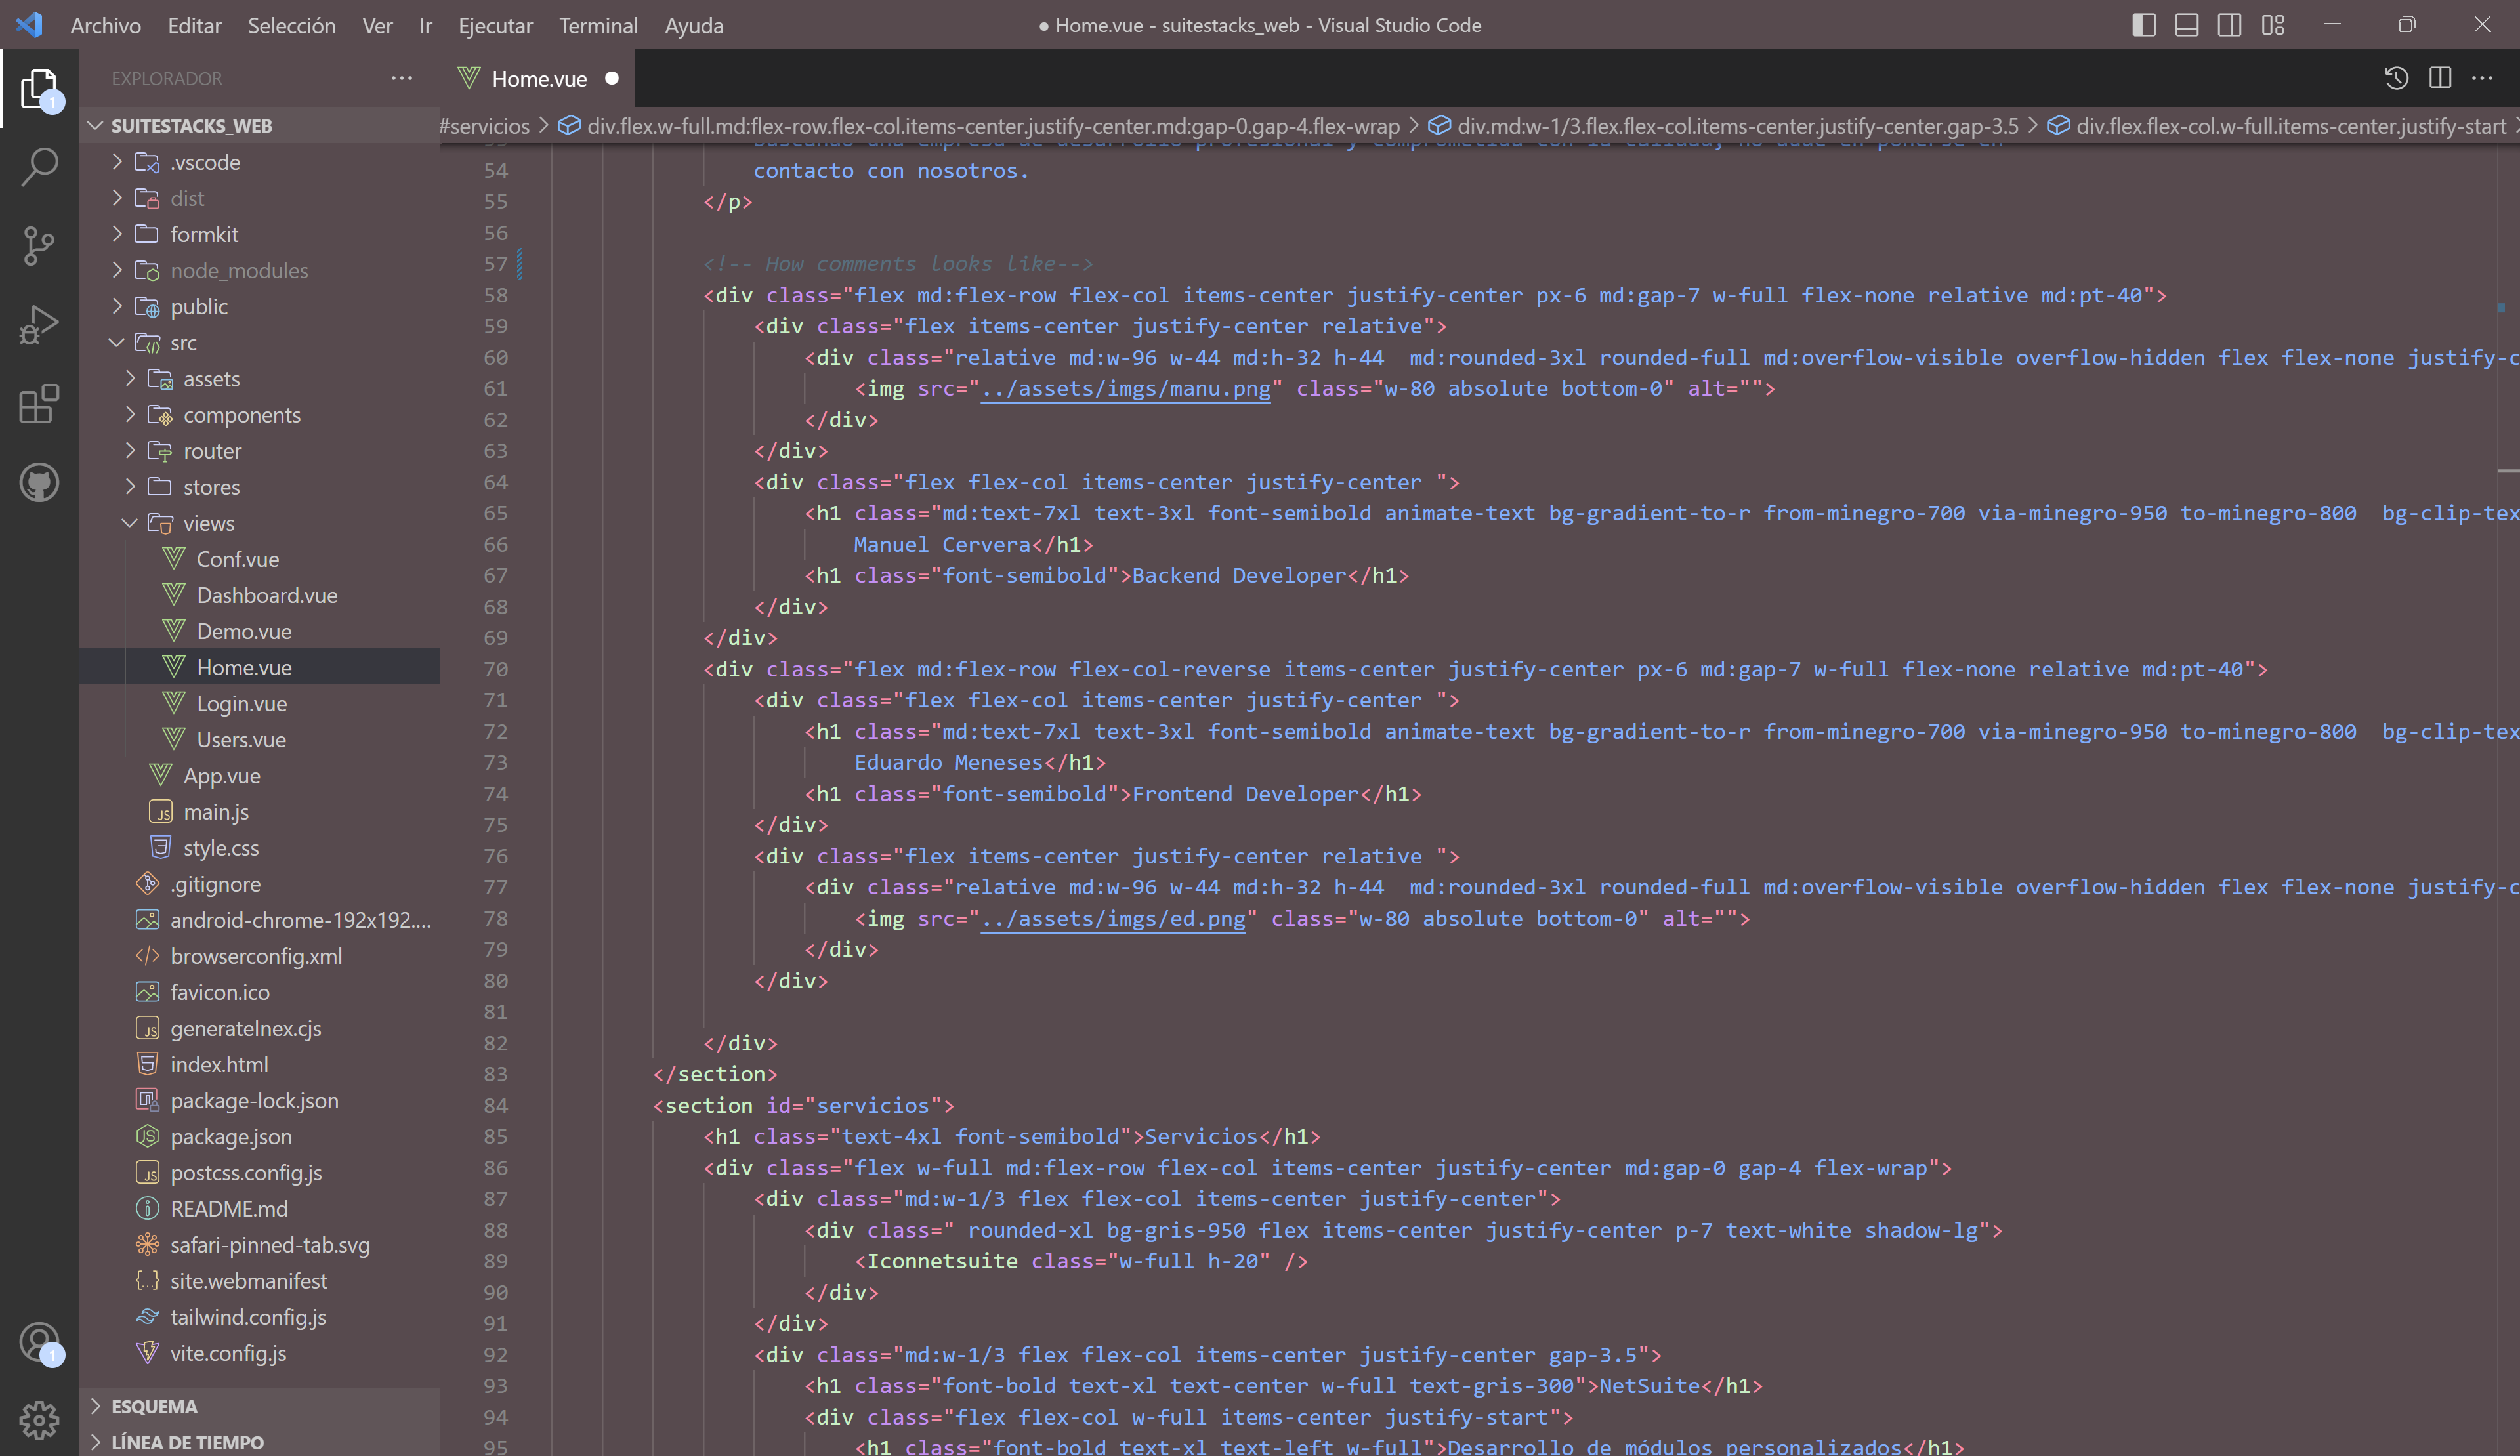 Archivo Editar Selección Ver Ir Ejecutar Terminal Ayuda
● Home.vue - suitestacks_web - Visual Studio Code
EXPLORADOR
Home.vue
1
SUITESTACKS_WEB
.vscode
dist
formkit
node_modules
public
src
assets
components
router
stores
views
Conf.vue
Dashboard.vue
Demo.vue
Home.vue
Login.vue
Users.vue
App.vue
main.js
style.css
.gitignore
android-chrome-192x192....
browserconfig.xml
favicon.ico
generateInex.cjs
index.html
package-lock.json
package.json
postcss.config.js
README.md
safari-pinned-tab.svg
site.webmanifest
tailwind.config.js
vite.config.js
ESQUEMA
LÍNEA DE TIEMPO
1
#servicios > div.flex.w-full.md:flex-row.flex-col.items-center.justify-center.md:gap-0.gap-4.flex-wrap > div.md:w-1/3.flex.flex-col.items-center.justify-center.gap-3.5 > div.flex.flex-col.w-full.items-center.justify-start
54 contacto con nosotros.
55 </p>
56
57 <!-- How comments looks like-->
58 <div class="flex md:flex-row flex-col items-center justify-center px-6 md:gap-7 w-full flex-none relative md:pt-40">
59 <div class="flex items-center justify-center relative">
60 <div class="relative md:w-96 w-44 md:h-32 h-44  md:rounded-3xl rounded-full md:overflow-visible overflow-hidden flex flex-none justify-c
61 <img src="../assets/imgs/manu.png" class="w-80 absolute bottom-0" alt="">
62 </div>
63 </div>
64 <div class="flex flex-col items-center justify-center ">
65 <h1 class="md:text-7xl text-3xl font-semibold animate-text bg-gradient-to-r from-minegro-700 via-minegro-950 to-minegro-800  bg-clip-tex
66 Manuel Cervera</h1>
67 <h1 class="font-semibold">Backend Developer</h1>
68 </div>
69 </div>
70 <div class="flex md:flex-row flex-col-reverse items-center justify-center px-6 md:gap-7 w-full flex-none relative md:pt-40">
71 <div class="flex flex-col items-center justify-center ">
72 <h1 class="md:text-7xl text-3xl font-semibold animate-text bg-gradient-to-r from-minegro-700 via-minegro-950 to-minegro-800  bg-clip-tex
73 Eduardo Meneses</h1>
74 <h1 class="font-semibold">Frontend Developer</h1>
75 </div>
76 <div class="flex items-center justify-center relative ">
77 <div class="relative md:w-96 w-44 md:h-32 h-44  md:rounded-3xl rounded-full md:overflow-visible overflow-hidden flex flex-none justify-c
78 <img src="../assets/imgs/ed.png" class="w-80 absolute bottom-0" alt="">
79 </div>
80 </div>
81
82 </div>
83 </section>
84 <section id="servicios">
85 <h1 class="text-4xl font-semibold">Servicios</h1>
86 <div class="flex w-full md:flex-row flex-col items-center justify-center md:gap-0 gap-4 flex-wrap">
87 <div class="md:w-1/3 flex flex-col items-center justify-center">
88 <div class=" rounded-xl bg-gris-950 flex items-center justify-center p-7 text-white shadow-lg">
89 <Iconnetsuite class="w-full h-20" />
90 </div>
91 </div>
92 <div class="md:w-1/3 flex flex-col items-center justify-center gap-3.5">
93 <h1 class="font-bold text-xl text-center w-full text-gris-300">NetSuite</h1>
94 <div class="flex flex-col w-full items-center justify-start">
95 <h1 class="font-bold text-xl text-left w-full">Desarrollo de módulos personalizados</h1>